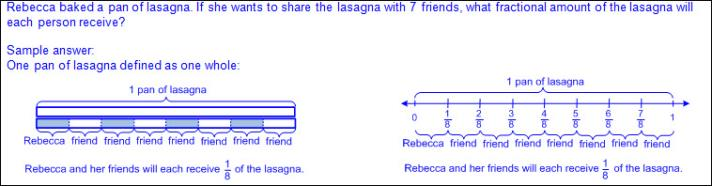 Rebecca baked a pan of lasagna. If she wants to share the lasagna with 7 friends, what fractional amount of the lasagna will
each person receive?
Sample answer:
One pan of lasagna defined as one whole:
1 pan of lasagna
Rebecca friend friend friend friend friend friend friend
Rebecca and her friends will each receive 1/8 of the lasagna.
1 pan of lasagna
0 1/8 2/8 3/8 4/8 5/8 6/8 7/8 1
Rebecca friend friend friend friend friend friend friend
Rebecca and her friends will each receive 1/8 of the lasagna.